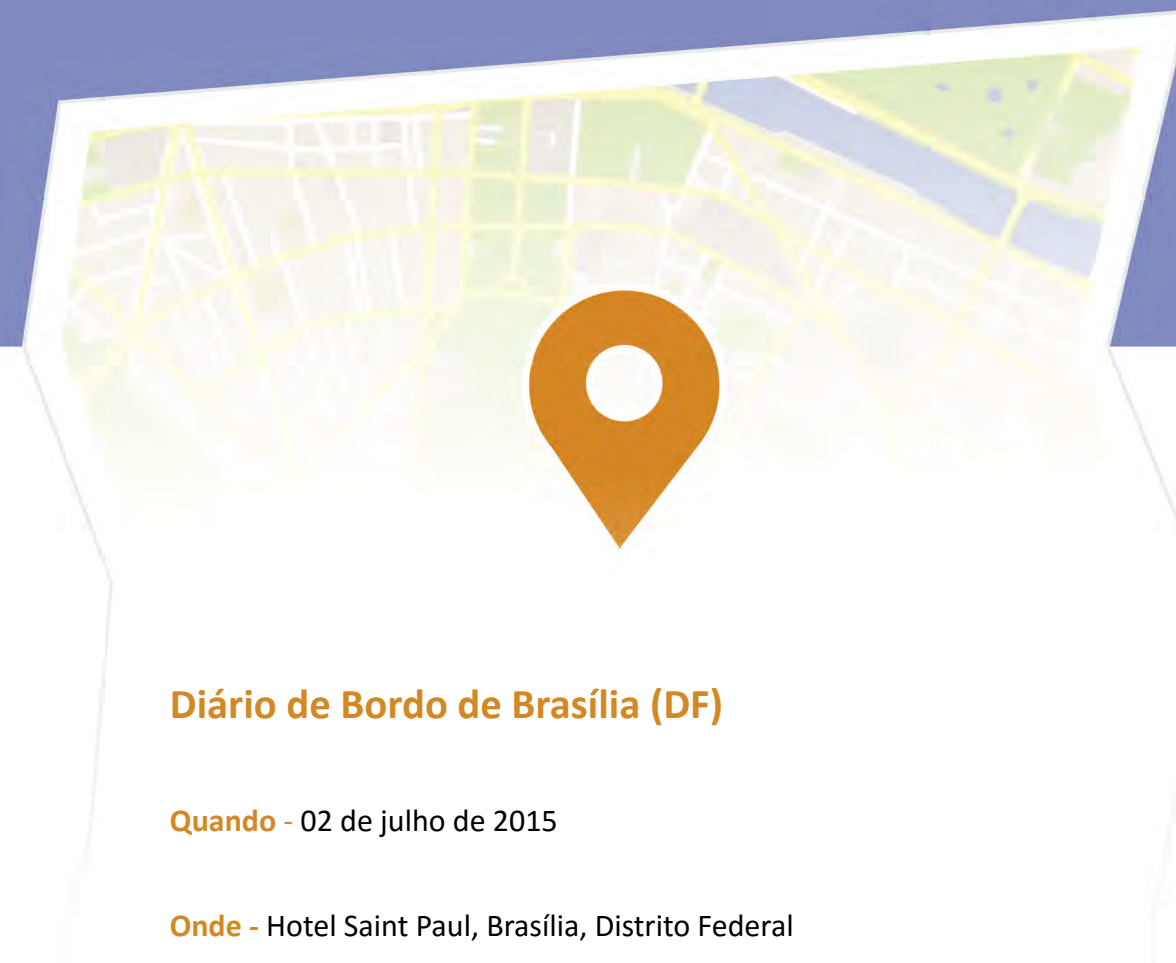 Diário de Bordo de Brasília (DF)
Quando - 02 de julho de 2015
Onde - Hotel Saint Paul, Brasília, Distrito Federal